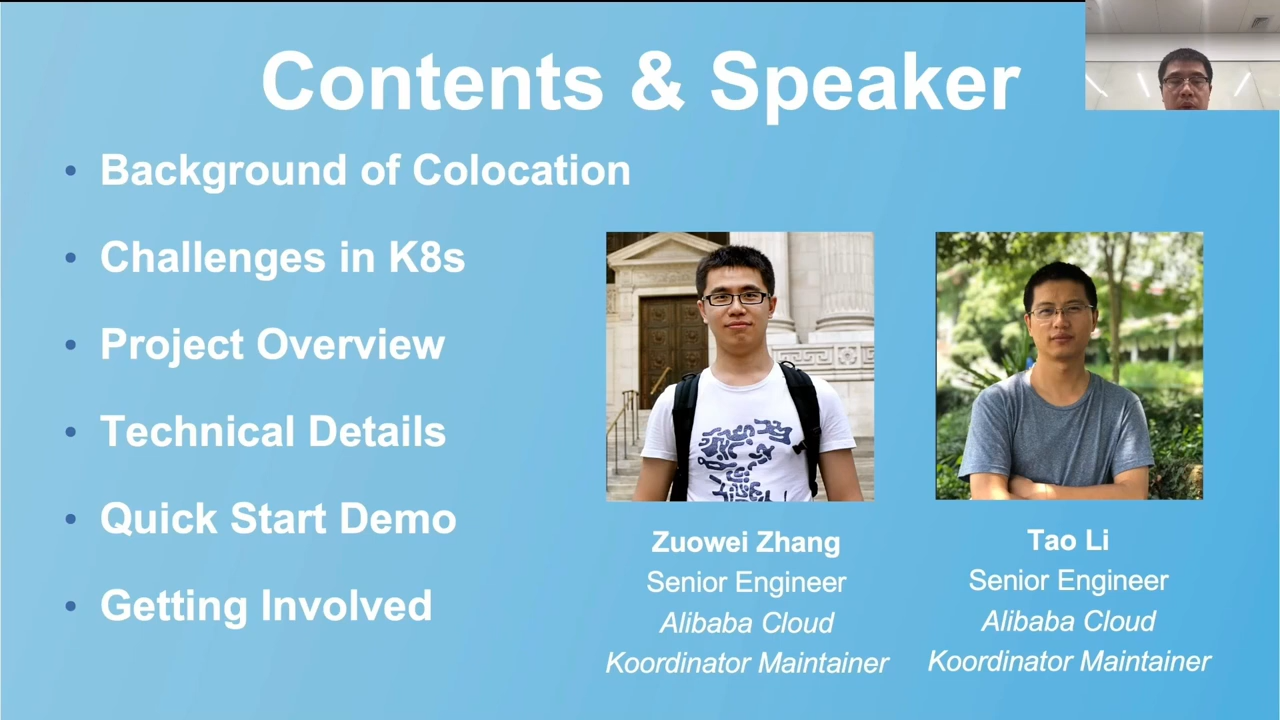 Contents & Speaker
Background of Colocation
Challenges in K8s
Project Overview
Technical Details
Quick Start Demo
Getting Involved
Zuowei Zhang
Senior Engineer
Alibaba Cloud
Koordinator Maintainer
Tao Li
Senior Engineer
Alibaba Cloud
Koordinator Maintainer